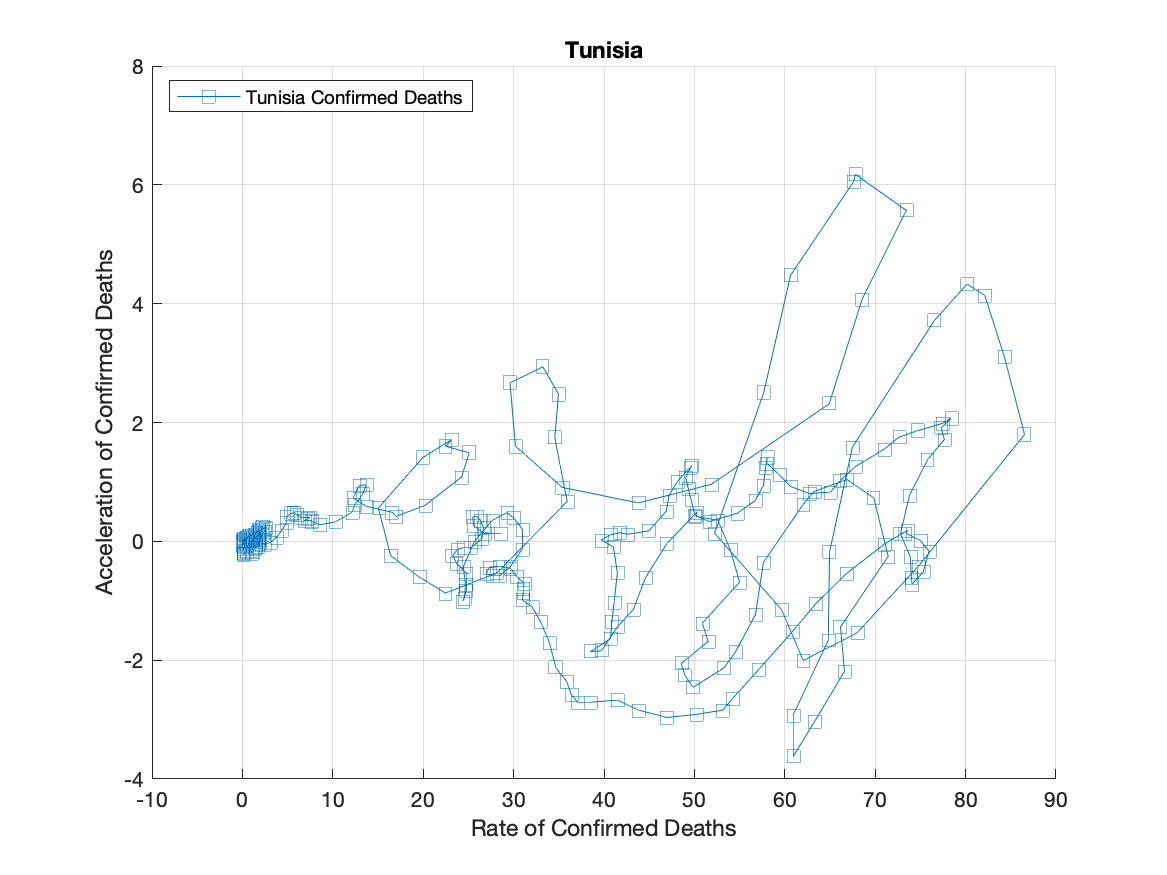 Tunisia
8
Tunisia Confirmed Deaths
6
4
2
0
-2
-4
Acceleration of Confirmed Deaths
-10 0 10 20 30 40 50 60 70 80 90
Rate of Confirmed Deaths